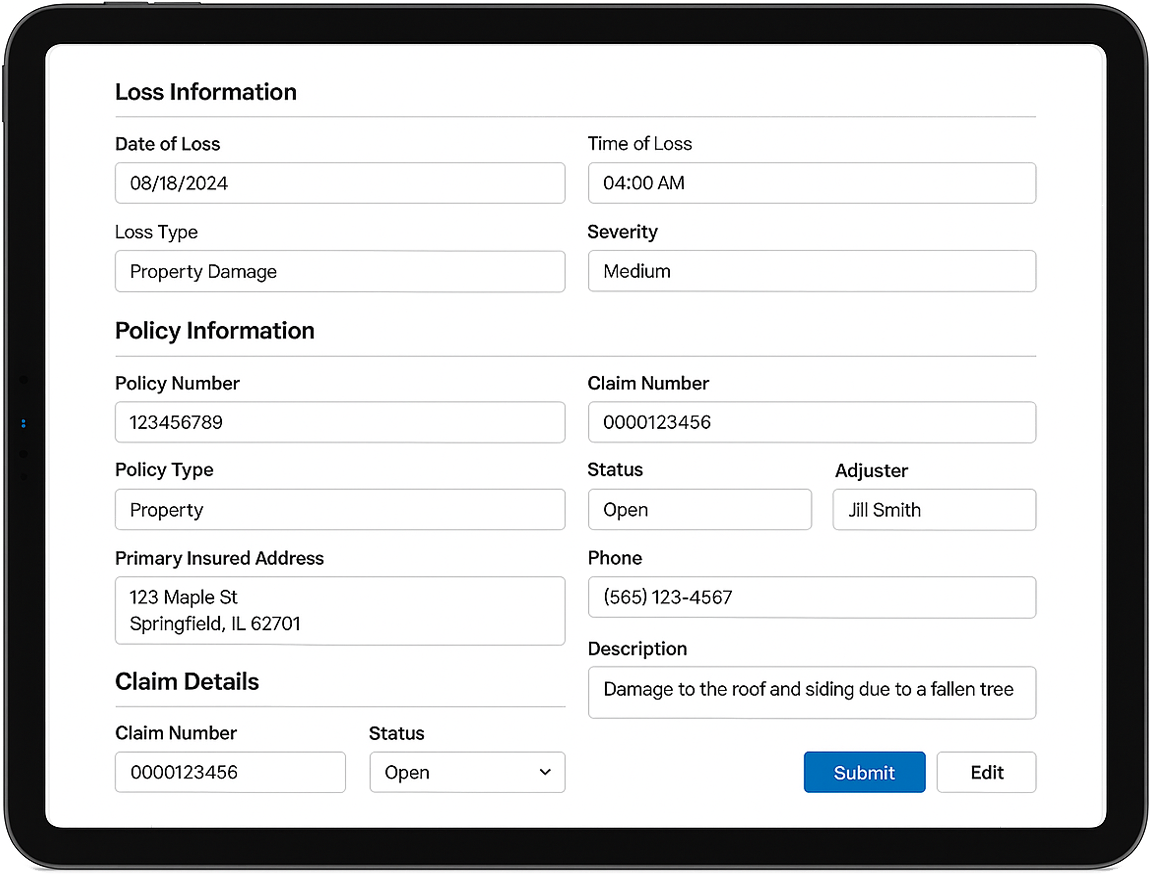 Loss Information
Date of Loss
Time of Loss
08/18/2024
04:00 AM
Loss Type
Severity
Property Damage
Medium
Policy Information
Policy Number
Claim Number
123456789
0000123456
Policy Type
Status
Adjuster
Property
Open
Jill Smith
Primary Insured Address
Phone
123 Maple St
Springfield, IL 62701
(565) 123-4567
Description
Damage to the roof and siding due to a fallen tree
Claim Details
Claim Number
Status
0000123456
Open
Submit
Edit